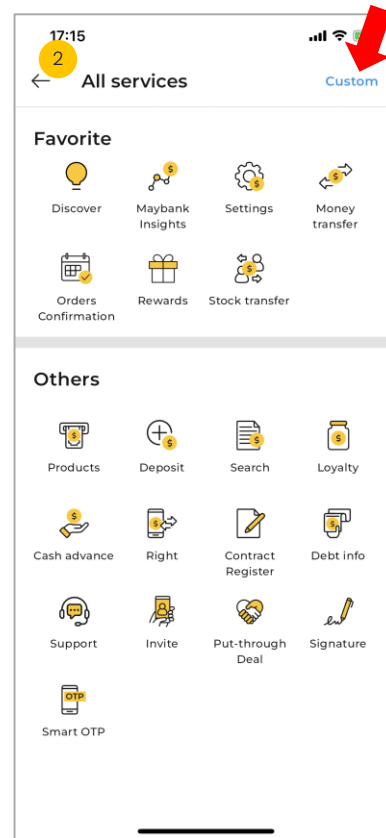 17:15
2
All services
Custom
Favorite
Discover
Maybank
Insights
Settings
Money
transfer
Orders
Confirmation
Rewards
Stock transfer
Others
$
Products
$
Deposit
$
Search
$
Loyalty
$
Cash advance
$
Right
Contract
Register
$
Debt info
Support
Invite
Put-through
Deal
Signature
OTP
Smart OTP